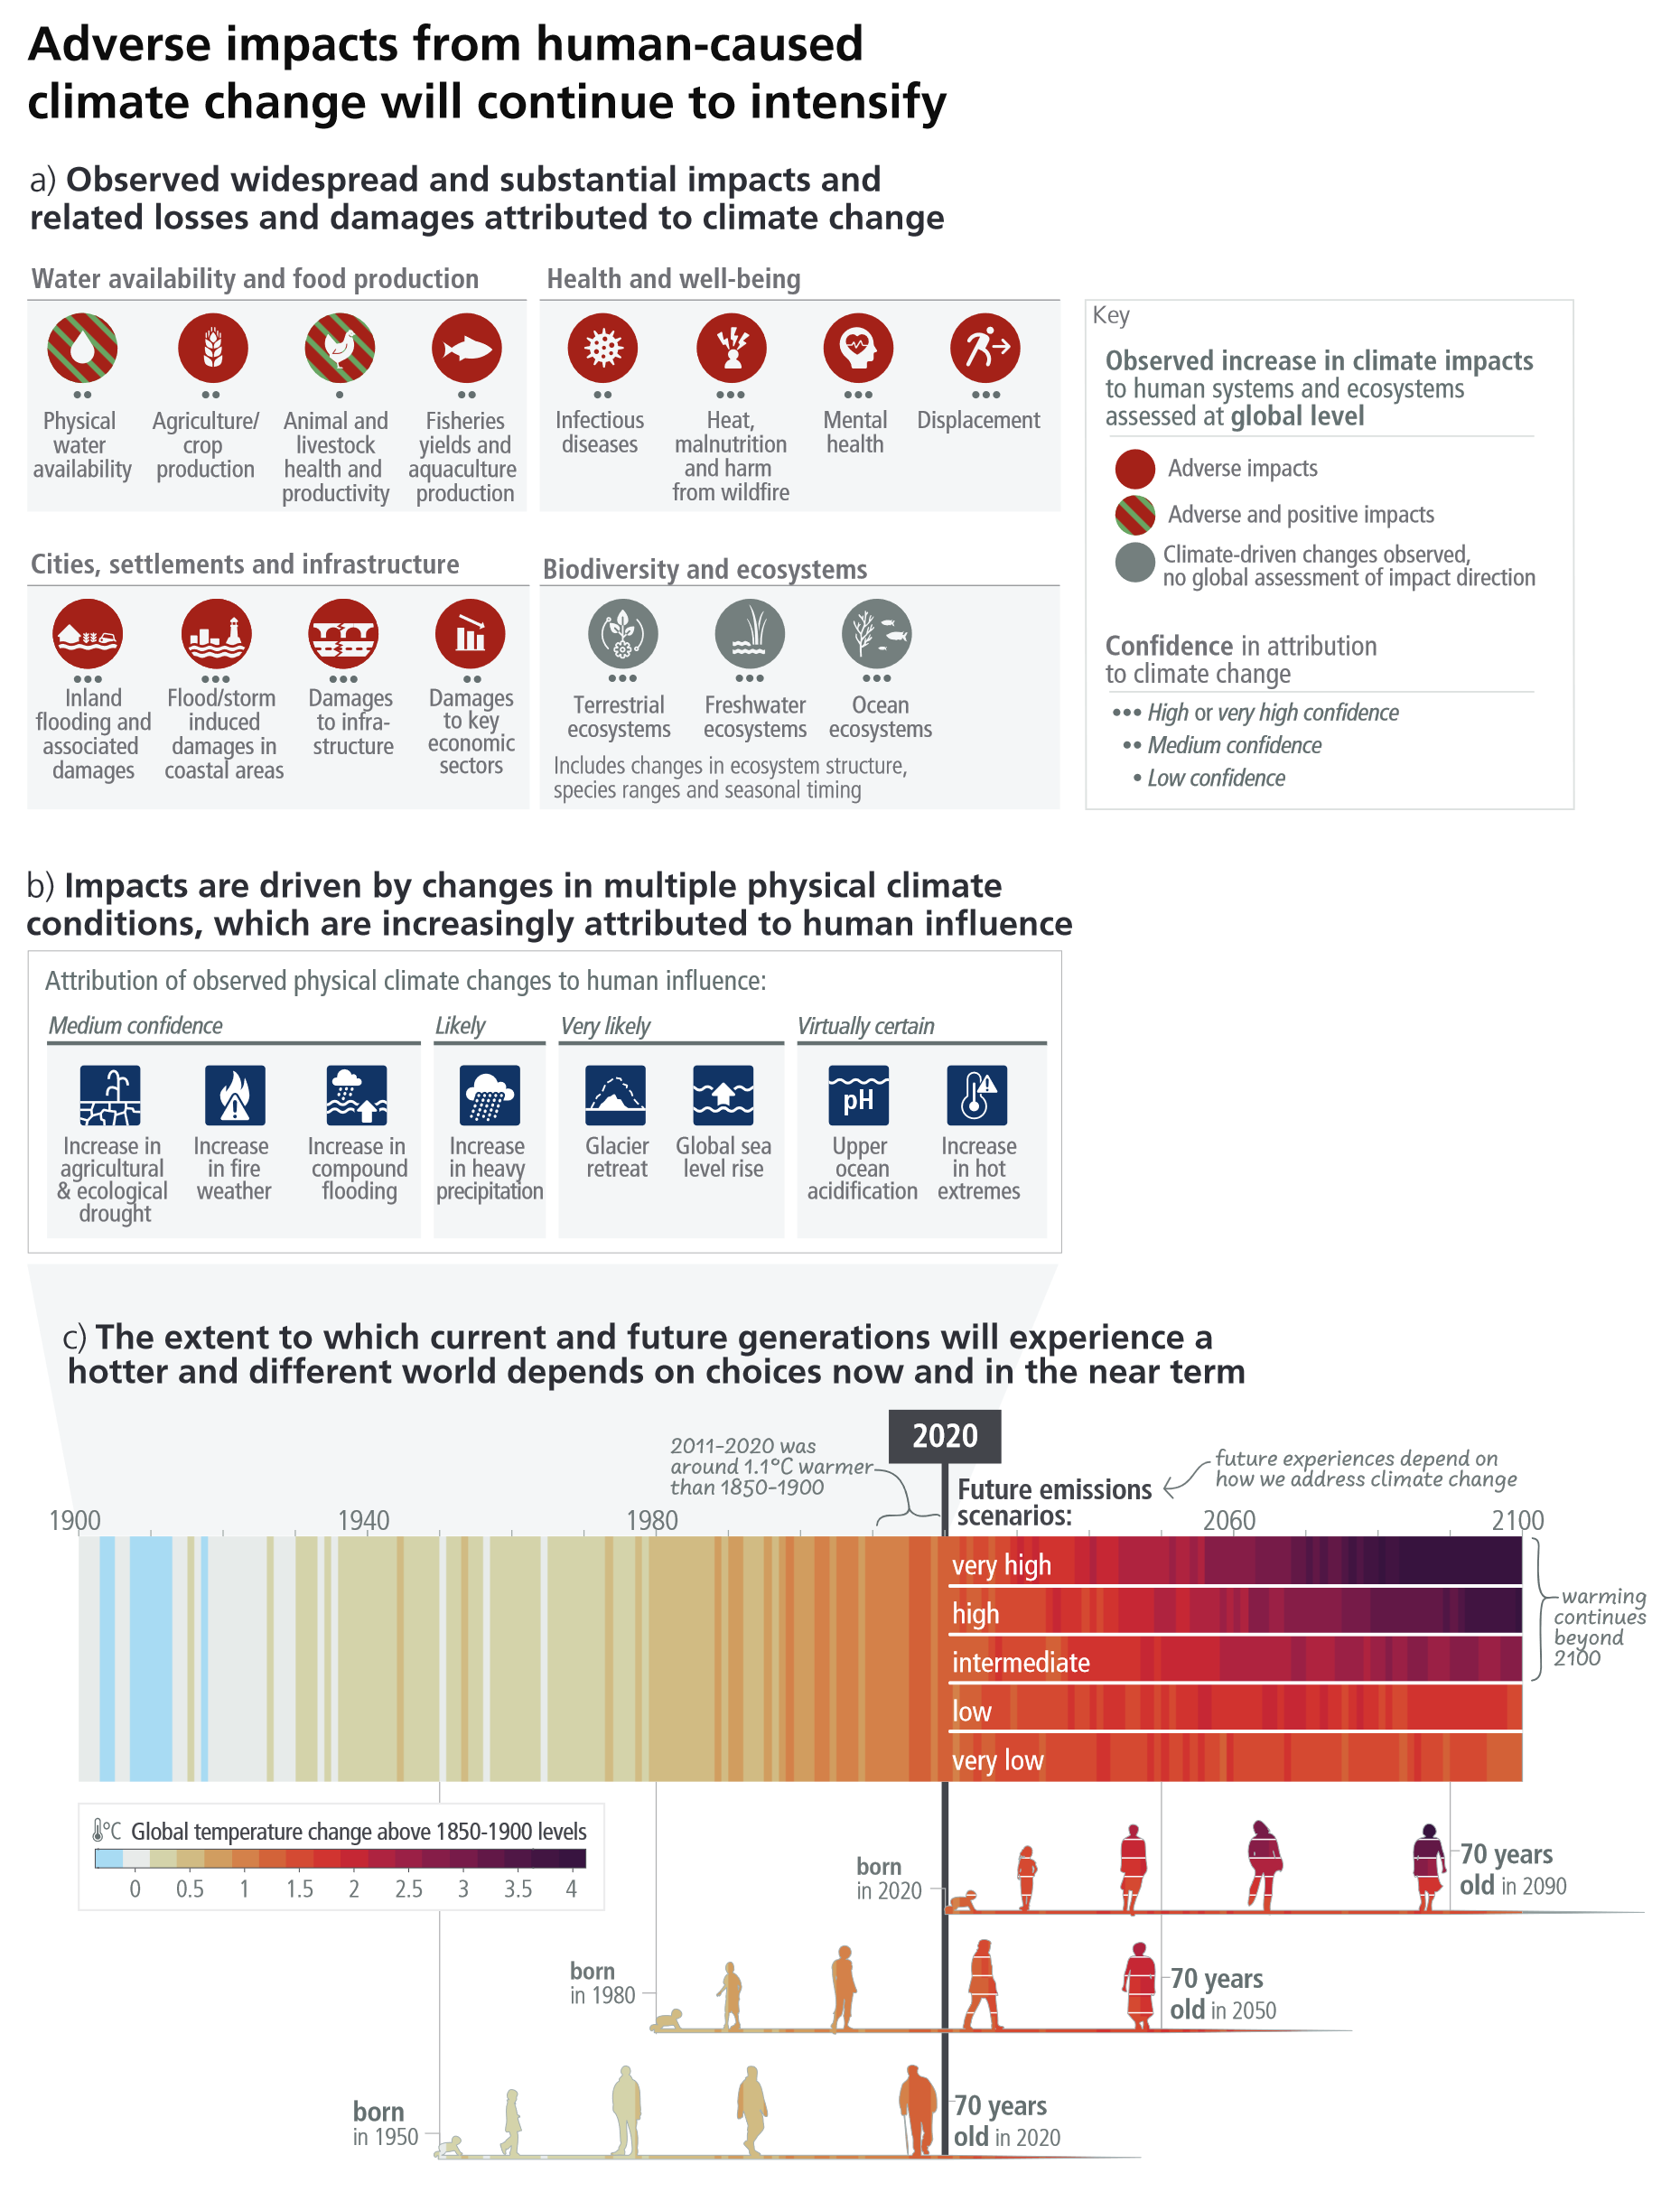 Adverse impacts from human-caused
climate change will continue to intensify
a) Observed widespread and substantial impacts and
related losses and damages attributed to climate change
Water availability and food production
Physical
water
availability
Agriculture/
crop
production
Animal and
livestock
health and
productivity
Fisheries
yields and
aquaculture
production
Health and well-being
Infectious
diseases
Heat,
malnutrition
and harm
from wildfire
Mental
health
Displacement
Key
Observed increase in climate impacts
to human systems and ecosystems
assessed at global level
Adverse impacts
Adverse and positive impacts
Climate-driven changes observed,
no global assessment of impact direction
Confidence in attribution
to climate change
••• High or very high confidence
•• Medium confidence
• Low confidence
Cities, settlements and infrastructure
Inland
flooding and
associated
damages
Flood/storm
induced
damages in
coastal areas
Damages
to infra-
structure
Damages
to key
economic
sectors
Biodiversity and ecosystems
Terrestrial
ecosystems
Freshwater
ecosystems
Ocean
ecosystems
Includes changes in ecosystem structure,
species ranges and seasonal timing
b) Impacts are driven by changes in multiple physical climate
conditions, which are increasingly attributed to human influence
Attribution of observed physical climate changes to human influence:
Medium confidence
Increase in
agricultural
& ecological
drought
Increase
in fire
weather
Increase in
compound
flooding
Likely
Increase
in heavy
precipitation
Very likely
Glacier
retreat
Global sea
level rise
Virtually certain
pH
Upper
ocean
acidification
Increase
in hot
extremes
c) The extent to which current and future generations will experience a
hotter and different world depends on choices now and in the near term
2020
2011-2020 was
around 1.1°C warmer
than 1850-1900
Future emissions
scenarios:
future experiences depend on
how we address climate change
1900 1940 1980 2060 2100
very high
high
intermediate
low
very low
warming
continues
beyond
2100
°C Global temperature change above 1850-1900 levels
0 0.5 1 1.5 2 2.5 3 3.5 4
born
in 2020
70 years
old in 2090
born
in 1980
70 years
old in 2050
born
in 1950
70 years
old in 2020